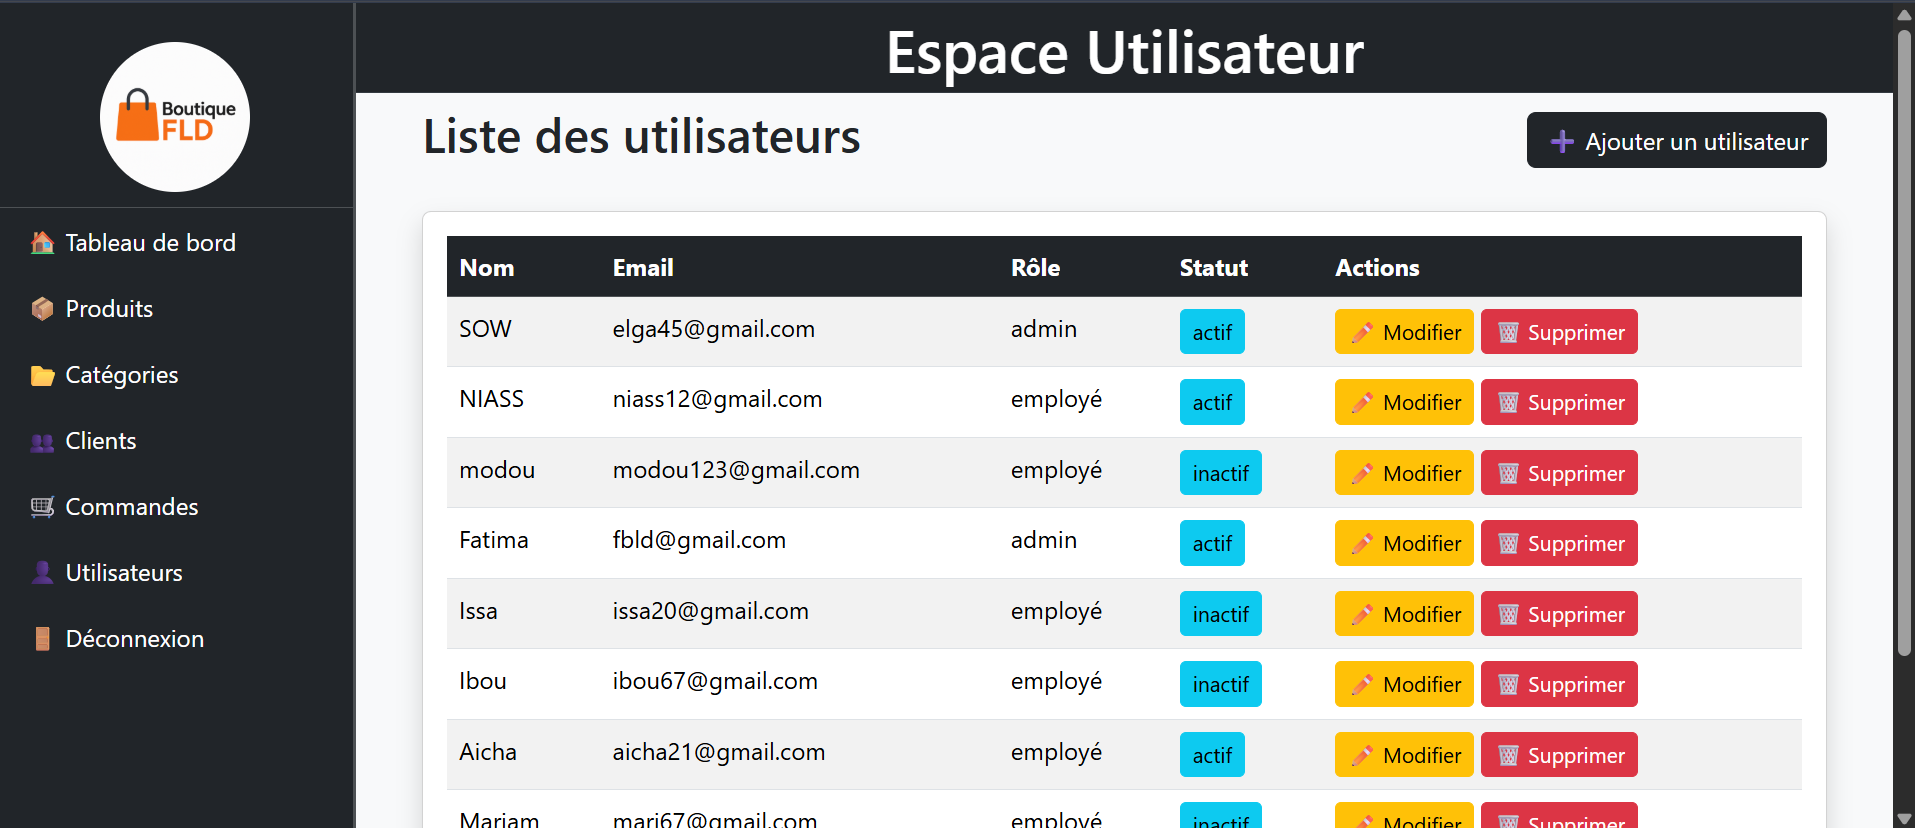 Boutique
FLD
Tableau de bord
Produits
Catégories
Clients
Commandes
Utilisateurs
Déconnexion
Espace Utilisateur
Liste des utilisateurs
Ajouter un utilisateur
Nom Email Rôle Statut Actions
SOW elga45@gmail.com admin actif Modifier Supprimer
NIASS niass12@gmail.com employé actif Modifier Supprimer
modou modou123@gmail.com employé inactif Modifier Supprimer
Fatima fbld@gmail.com admin actif Modifier Supprimer
Issa issa20@gmail.com employé inactif Modifier Supprimer
Ibou ibou67@gmail.com employé inactif Modifier Supprimer
Aicha aicha21@gmail.com employé actif Modifier Supprimer
Mariam mari67@gmail.com employé inactif Modifier Supprimer